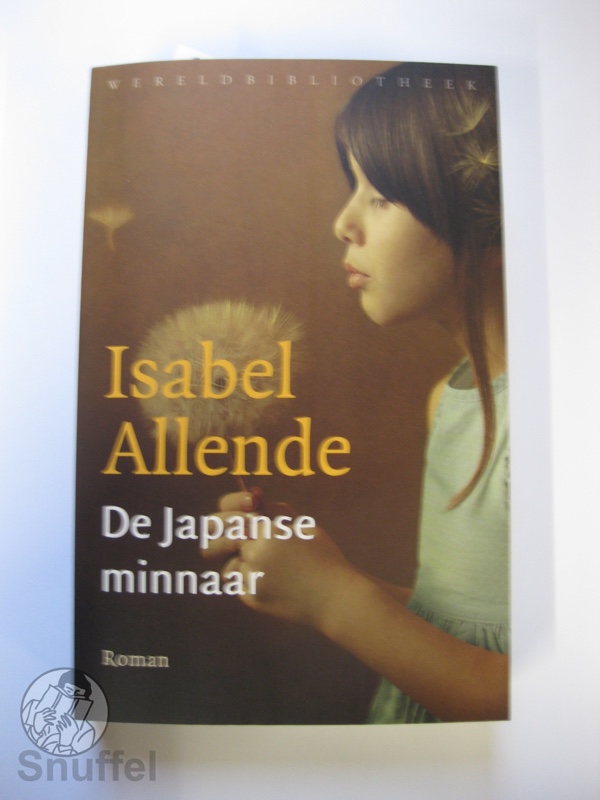 WERELDBIBLIOTHEEK
Isabel
Allende
De Japanse
minnaar
Roman
Snuffel